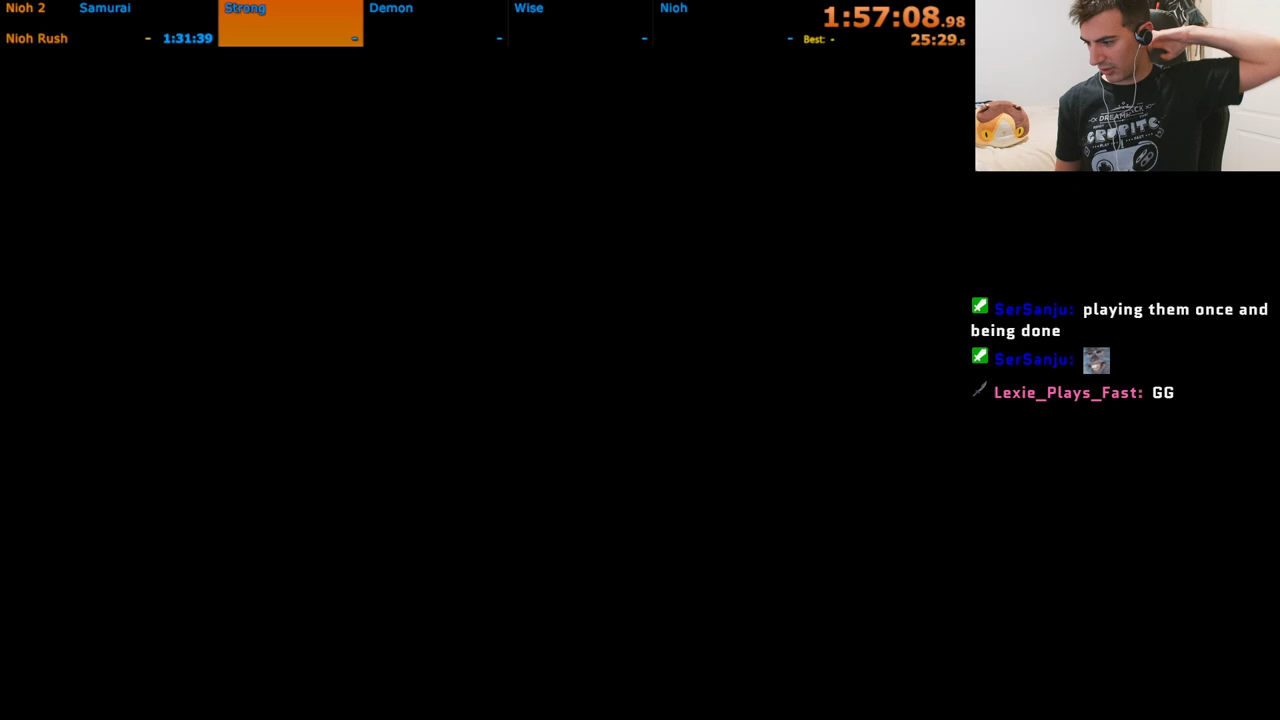 Nioh 2 Samurai Strong Demon Wise Nioh 1:57:08.98
Nioh Rush - 1:31:39 - - - - Best: - 25:29.5
DREAMHACK
SerSanju: playing them once and
being done
SerSanju:
Lexie_Plays_Fast: GG